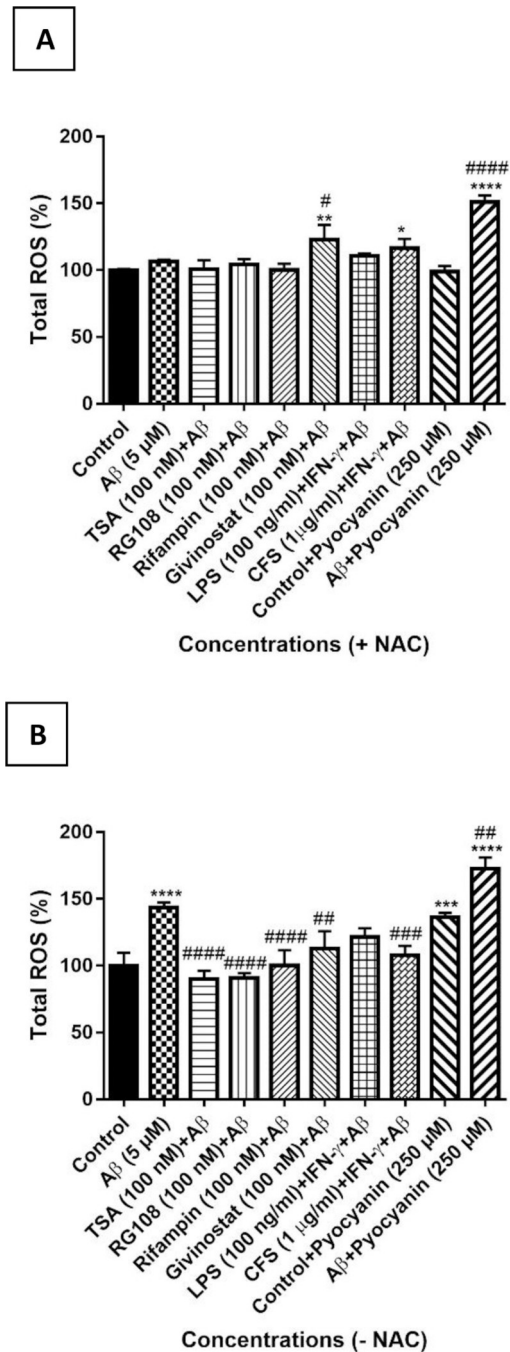 A
Total ROS (%)
200
150
100
50
0
#
**
*
####
****
Control
Aβ (5 µM)
TSA (100 nM)+Aβ
RG108 (100 nM)+Aβ
Rifampin (100 nM)+Aβ
Givinostat (100 nM)+Aβ
LPS (100 ng/ml)+IFN-γ+Aβ
CFS (1µg/ml)+IFN-γ+Aβ
Control+Pyocyanin (250 µM)
Aβ+Pyocyanin (250 µM)
Concentrations (+ NAC)
B
Total ROS (%)
200
150
100
50
0
****
####
####
####
##
###
***
##
****
Control
Aβ (5 µM)
TSA (100 nM)+Aβ
RG108 (100 nM)+Aβ
Rifampin (100 nM)+Aβ
Givinostat (100 nM)+Aβ
LPS (100 ng/ml)+IFN-γ+Aβ
CFS (1 µg/ml)+IFN-γ+Aβ
Control+Pyocyanin (250 µM)
Aβ+Pyocyanin (250 µM)
Concentrations (- NAC)